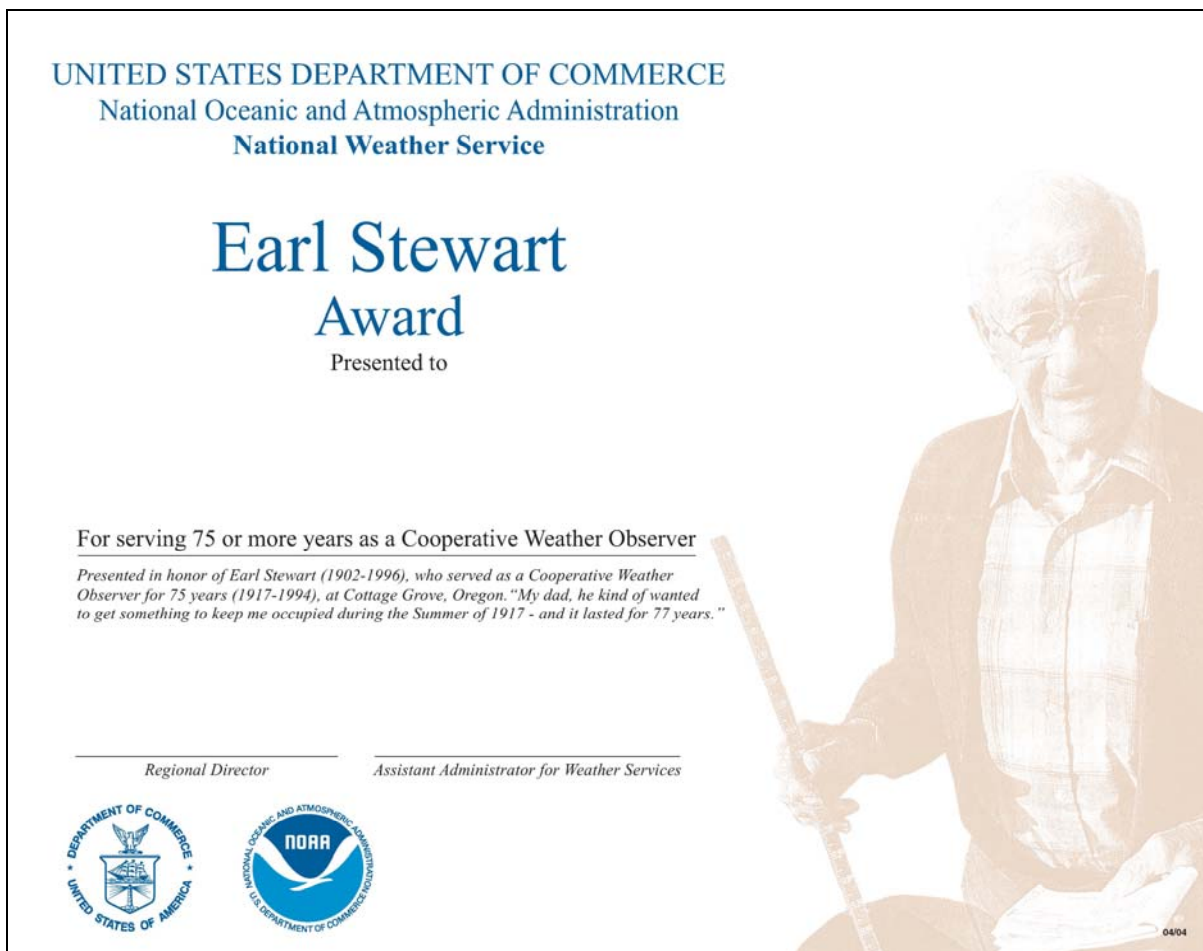 UNITED STATES DEPARTMENT OF COMMERCE
National Oceanic and Atmospheric Administration
National Weather Service
Earl Stewart
Award
Presented to
For serving 75 or more years as a Cooperative Weather Observer
Presented in honor of Earl Stewart (1902-1996), who served as a Cooperative Weather
Observer for 75 years (1917-1994), at Cottage Grove, Oregon. “My dad, he kind of wanted
to get something to keep me occupied during the Summer of 1917 - and it lasted for 77 years.”
Regional Director
Assistant Administrator for Weather Services
DEPARTMENT OF COMMERCE
UNITED STATES OF AMERICA
NATIONAL OCEANIC AND ATMOSPHERIC ADMINISTRATION
NOAA
U.S. DEPARTMENT OF COMMERCE
04/04